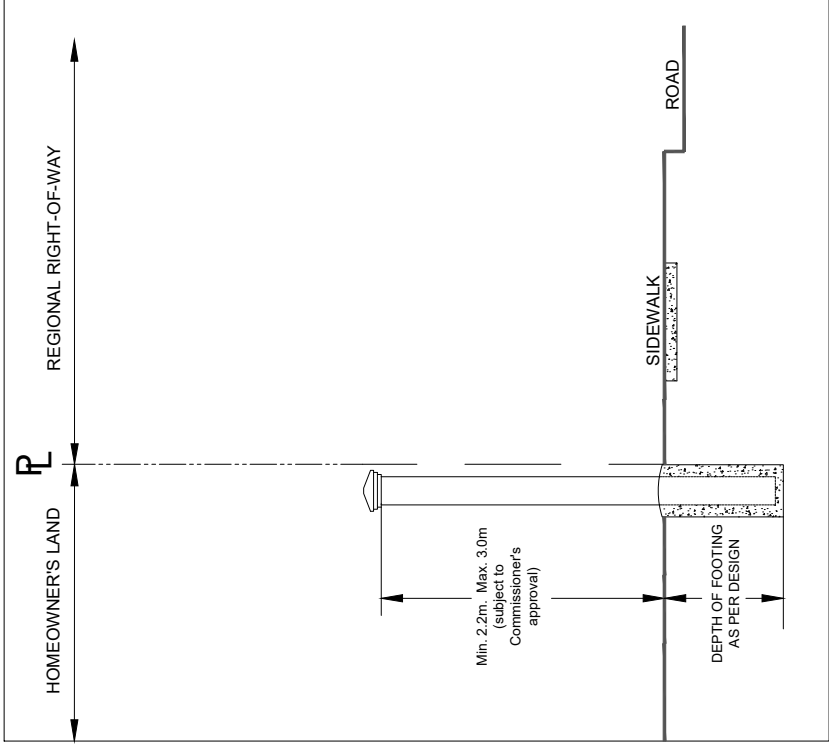 PL
HOMEOWNER'S LAND
REGIONAL RIGHT-OF-WAY
Min. 2.2m. Max. 3.0m
(subject to
Commissioner's
approval)
DEPTH OF FOOTING
AS PER DESIGN
SIDEWALK
ROAD